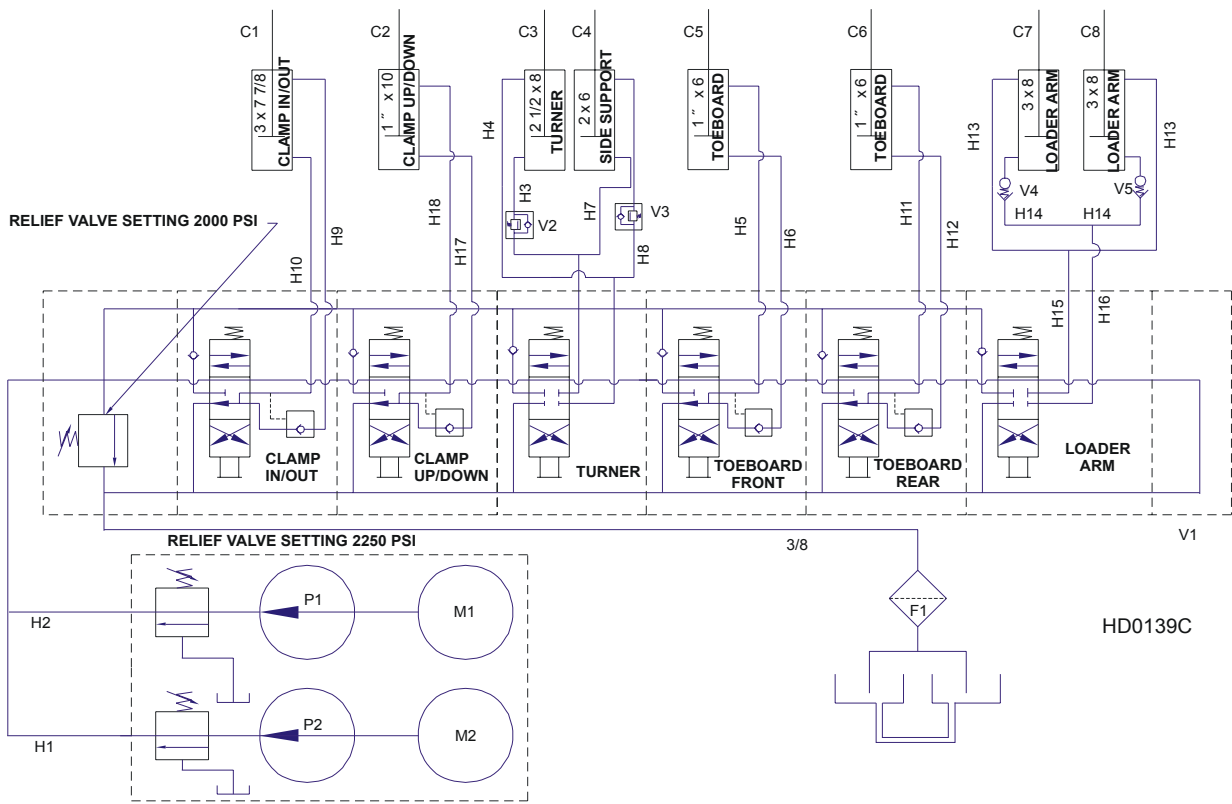 C1
C2
C3
C4
C5
C6
C7
C8
3 x 7 7/8
CLAMP IN/OUT
1 ˝ x 10
CLAMP UP/DOWN
2 1/2 x 8
TURNER
2 x 6
SIDE SUPPORT
1 ˝ x 6
TOEBOARD
1 ˝ x 6
TOEBOARD
3 x 8
LOADER ARM
3 x 8
LOADER ARM
H4
H13
H13
H3
V4
V5
RELIEF VALVE SETTING 2000 PSI
H9
H10
H18
H17
V2
H7
V3
H8
H5
H6
H11
H12
H14
H14
H15
H16
CLAMP
IN/OUT
CLAMP
UP/DOWN
TURNER
TOEBOARD
FRONT
TOEBOARD
REAR
LOADER
ARM
RELIEF VALVE SETTING 2250 PSI
3/8
V1
P1
M1
H2
F1
HD0139C
P2
M2
H1